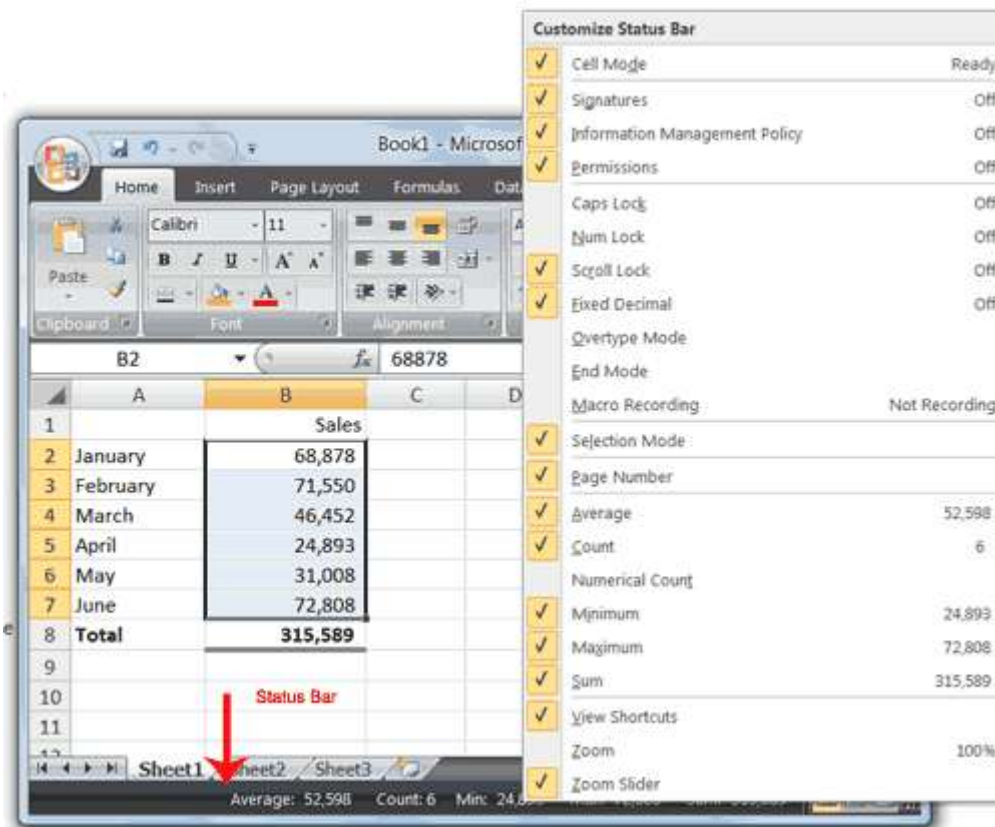 Customize Status Bar
Cell Mode Ready
Signatures Off
Information Management Policy Off
Permissions Off
Caps Lock Off
Num Lock Off
Scroll Lock Off
Fixed Decimal Off
Overtype Mode
End Mode
Macro Recording Not Recording
Selection Mode
Page Number
Average 52,598
Count 6
Numerical Count
Minimum 24,893
Maximum 72,808
Sum 315,589
View Shortcuts
Zoom 100%
Zoom Slider
Book1 - Microsof
Home Insert Page Layout Formulas Dat
Calibri 11
B I U A A
Paste A
Clipboard Font Alignment
B2 fx 68878
A B C D
1 Sales
2 January 68,878
3 February 71,550
4 March 46,452
5 April 24,893
6 May 31,008
7 June 72,808
8 Total 315,589
9
10 Status Bar
11
Sheet1 Sheet2 Sheet3
Average: 52,598 Count: 6 Min:
e